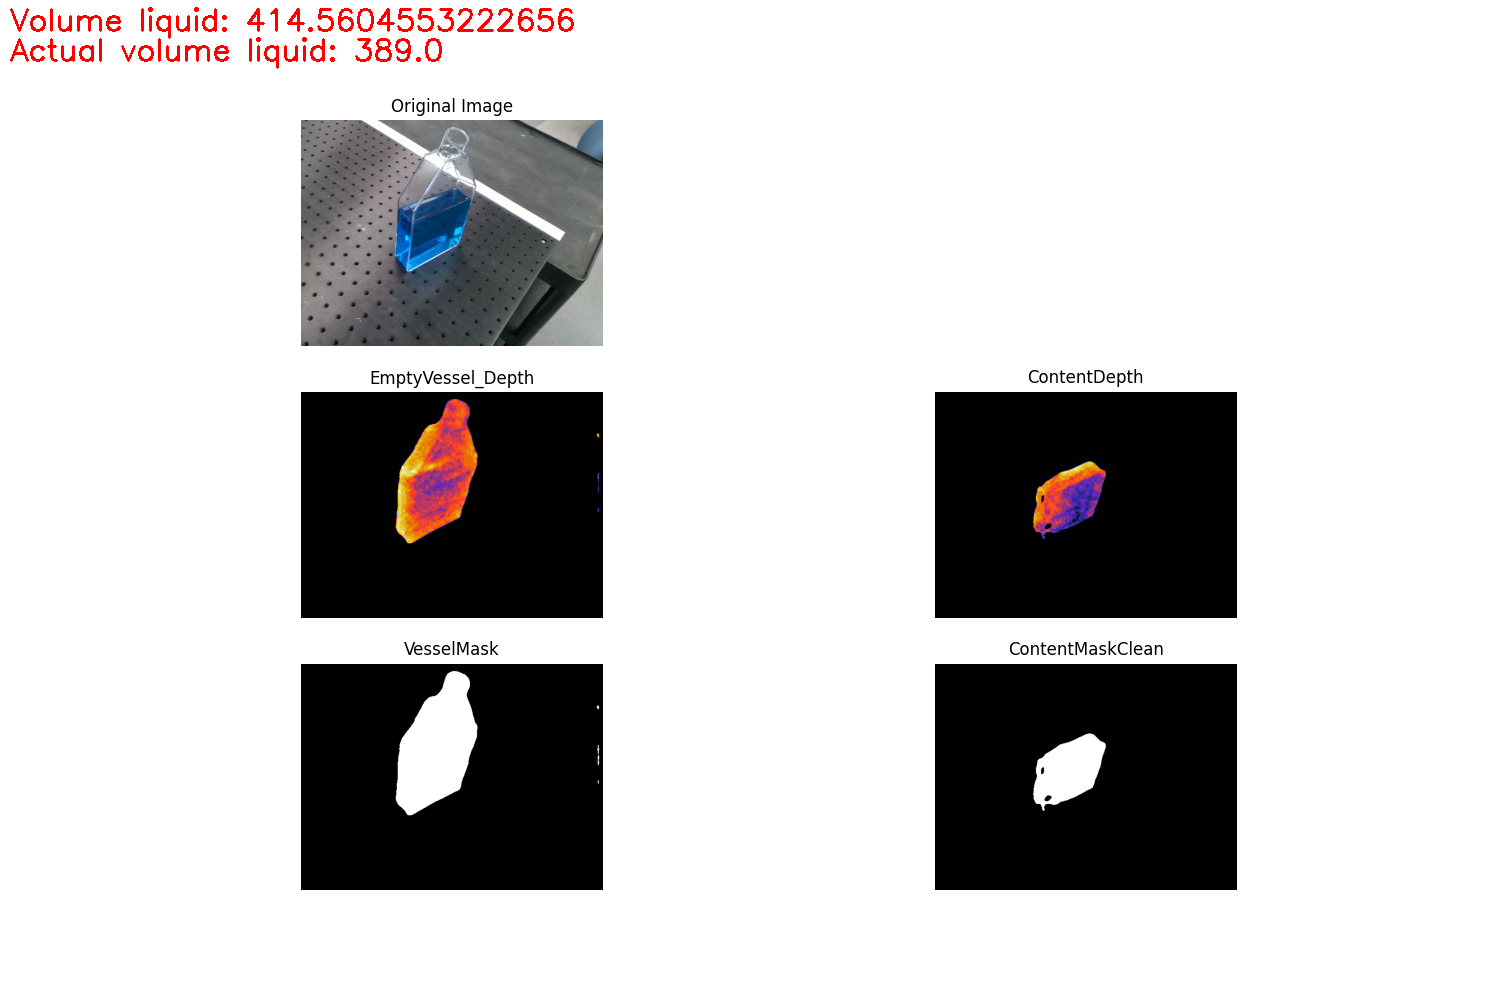 Volume liquid: 414.5604553222656
Actual volume liquid: 389.0
Original Image
EmptyVessel_Depth
ContentDepth
VesselMask
ContentMaskClean